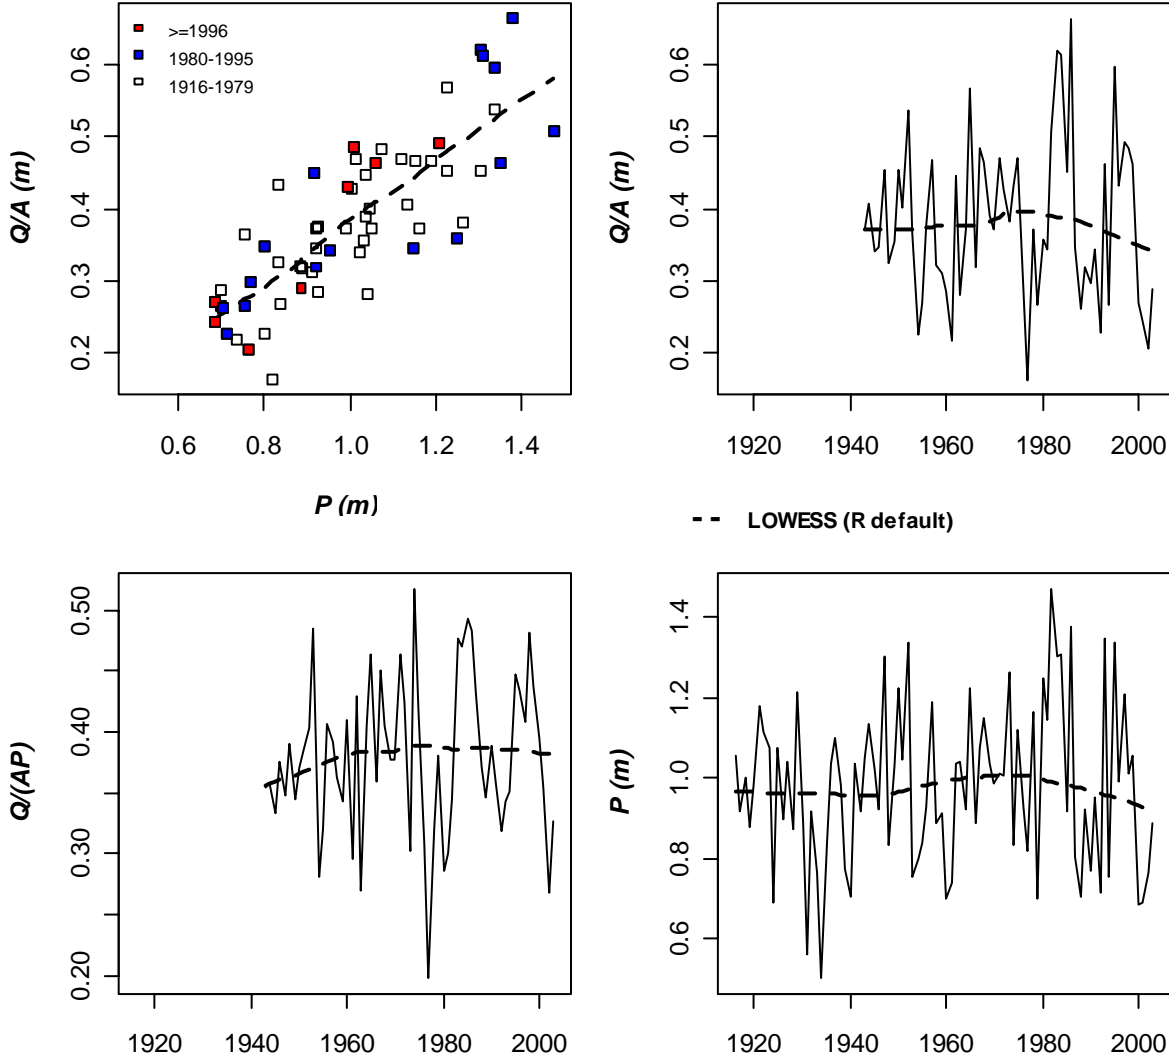 >=1996
1980-1995
1916-1979
Q/A (m)
0.2 0.3 0.4 0.5 0.6
0.6 0.8 1.0 1.2 1.4
P (m)
Q/A (m)
0.2 0.3 0.4 0.5 0.6
1920 1940 1960 1980 2000
LOWESS (R default)
Q/(AP)
0.20 0.30 0.40 0.50
1920 1940 1960 1980 2000
P (m)
0.6 0.8 1.0 1.2 1.4
1920 1940 1960 1980 2000